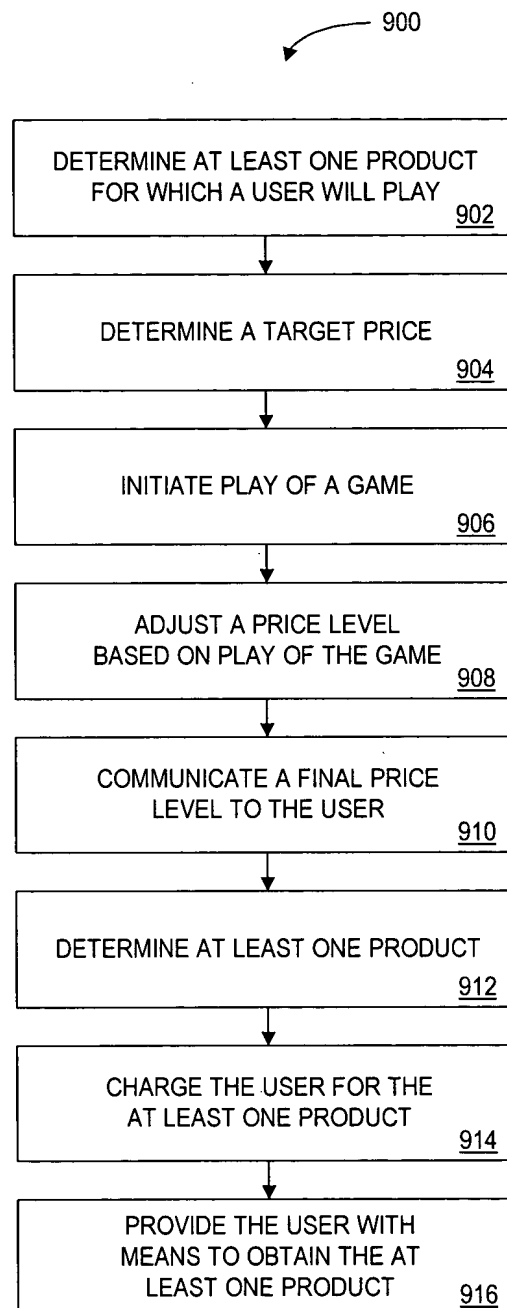 900
DETERMINE AT LEAST ONE PRODUCT
FOR WHICH A USER WILL PLAY
902
DETERMINE A TARGET PRICE
904
INITIATE PLAY OF A GAME
906
ADJUST A PRICE LEVEL
BASED ON PLAY OF THE GAME
908
COMMUNICATE A FINAL PRICE
LEVEL TO THE USER
910
DETERMINE AT LEAST ONE PRODUCT
912
CHARGE THE USER FOR THE
AT LEAST ONE PRODUCT
914
PROVIDE THE USER WITH
MEANS TO OBTAIN THE AT
LEAST ONE PRODUCT
916